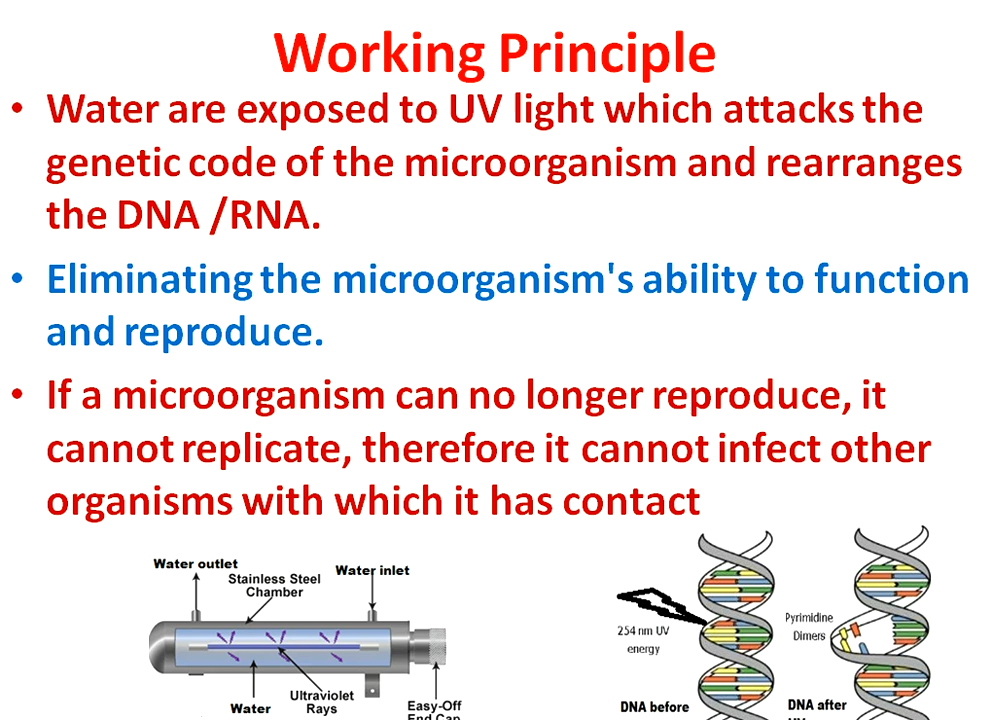 Working Principle
• Water are exposed to UV light which attacks the
genetic code of the microorganism and rearranges
the DNA /RNA.
• Eliminating the microorganism's ability to function
and reproduce.
• If a microorganism can no longer reproduce, it
cannot replicate, therefore it cannot infect other
organisms with which it has contact
Water outlet
Stainless Steel
Chamber
Water inlet
Water
Ultraviolet
Rays
Easy-Off
End Cap
254 nm UV
energy
Pyrimidine
Dimers
DNA before
DNA after